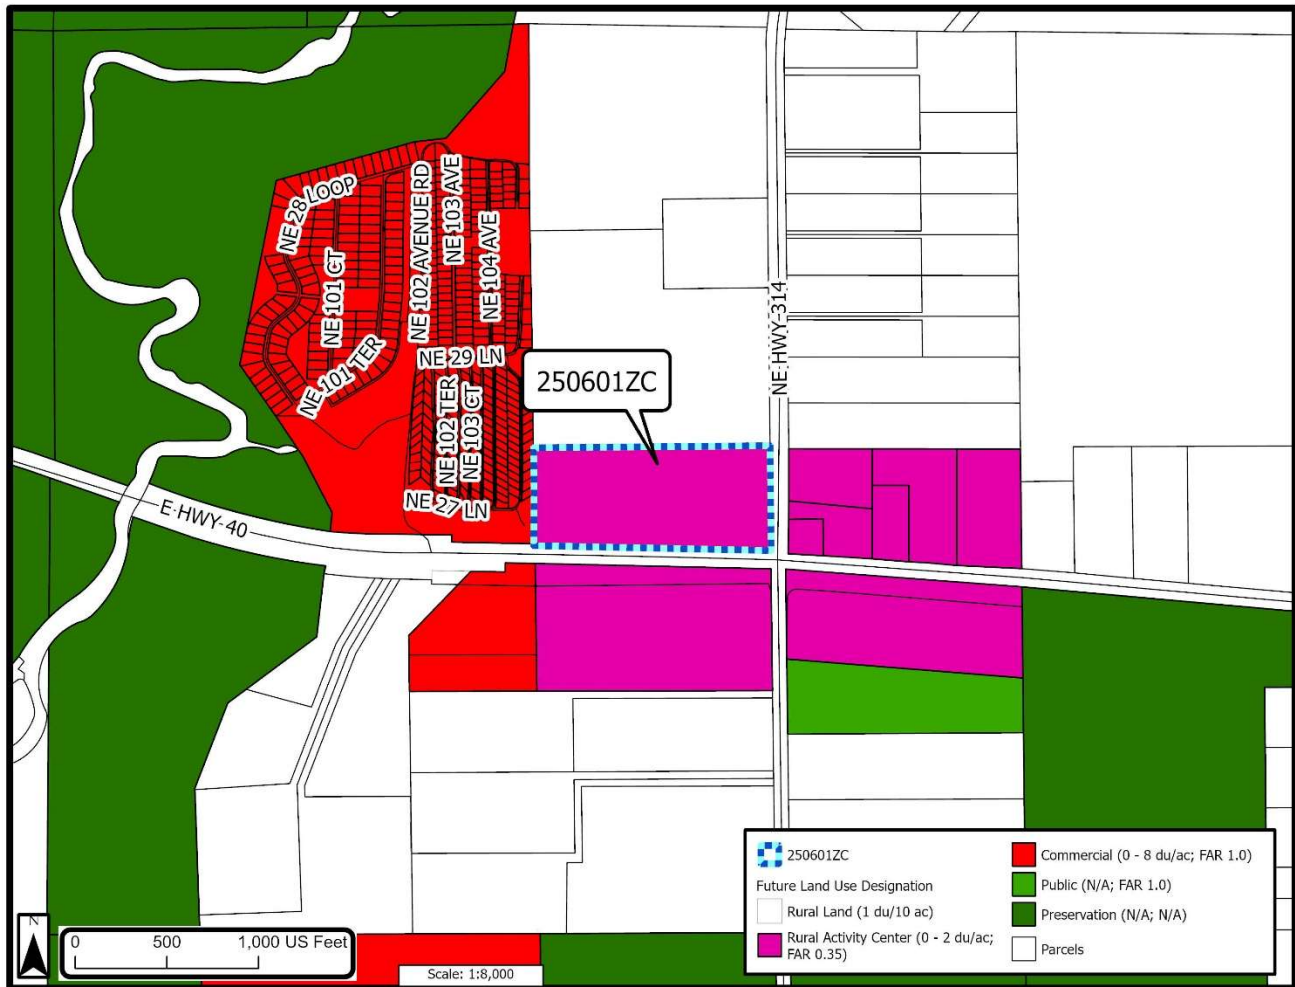 NE 28 LOOP
NE 101 CT
NE 101 TER
NE 102 AVENUE RD
NE 103 AVE
NE 104 AVE
NE 29 LN
NE 102 TER
NE 103 CT
NE 27 LN
250601ZC
NE HWY-314
E HWY-40
250601ZC
Future Land Use Designation
Rural Land (1 du/10 ac)
Rural Activity Center (0 - 2 du/ac;
FAR 0.35)
Commercial (0 - 8 du/ac; FAR 1.0)
Public (N/A; FAR 1.0)
Preservation (N/A; N/A)
Parcels
N
0 500 1,000 US Feet
Scale: 1:8,000